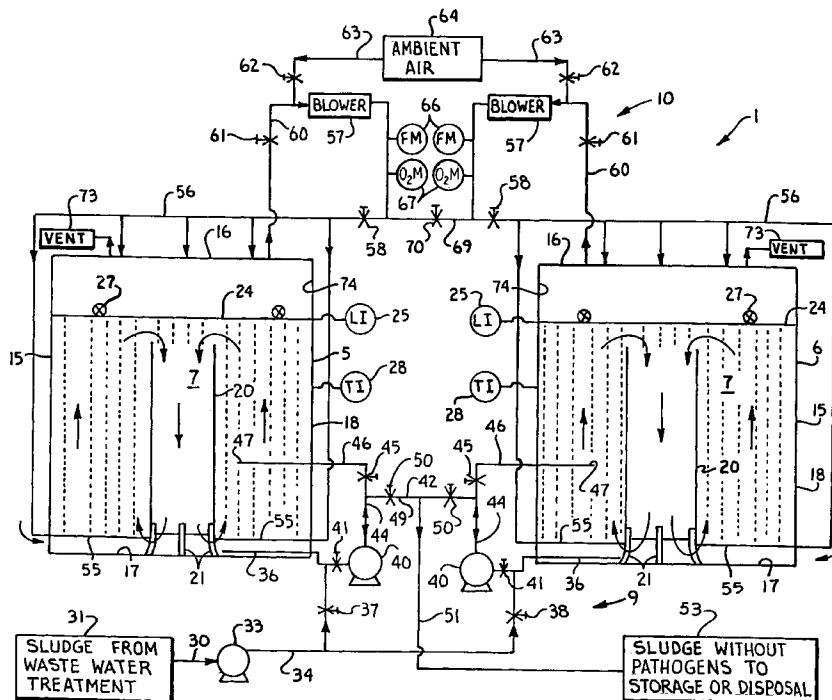 64
63 AMBIENT AIR 63
62 62
BLOWER 66 BLOWER 10 1
57 60 57
61 FM FM 61
O₂M O₂M 60
67
56 58 56
73 58 70 69 73
VENT 16 16 VENT
27 74 74 27
24 LI 25 25 LI 24
15 5 6
7 20 TI 28 TI 7 15
18 28 20 18
46 46
47 45 50 45 47
42
49 50
44 44
55 21 17 55 36 41 40 40 41 36 55 21 17 55
37 51 9 38
31 33 53
SLUDGE FROM
WASTE WATER
TREATMENT
30 34
SLUDGE WITHOUT
PATHOGENS TO
STORAGE OR DISPOSAL